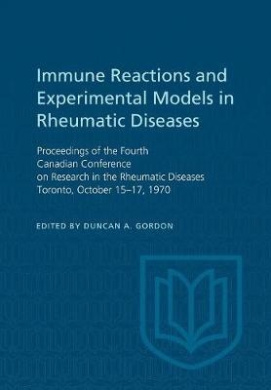 Immune Reactions and
Experimental Models in
Rheumatic Diseases
Proceedings of the Fourth
Canadian Conference
on Research in the Rheumatic Diseases
Toronto, October 15–17, 1970
EDITED BY DUNCAN A. GORDON